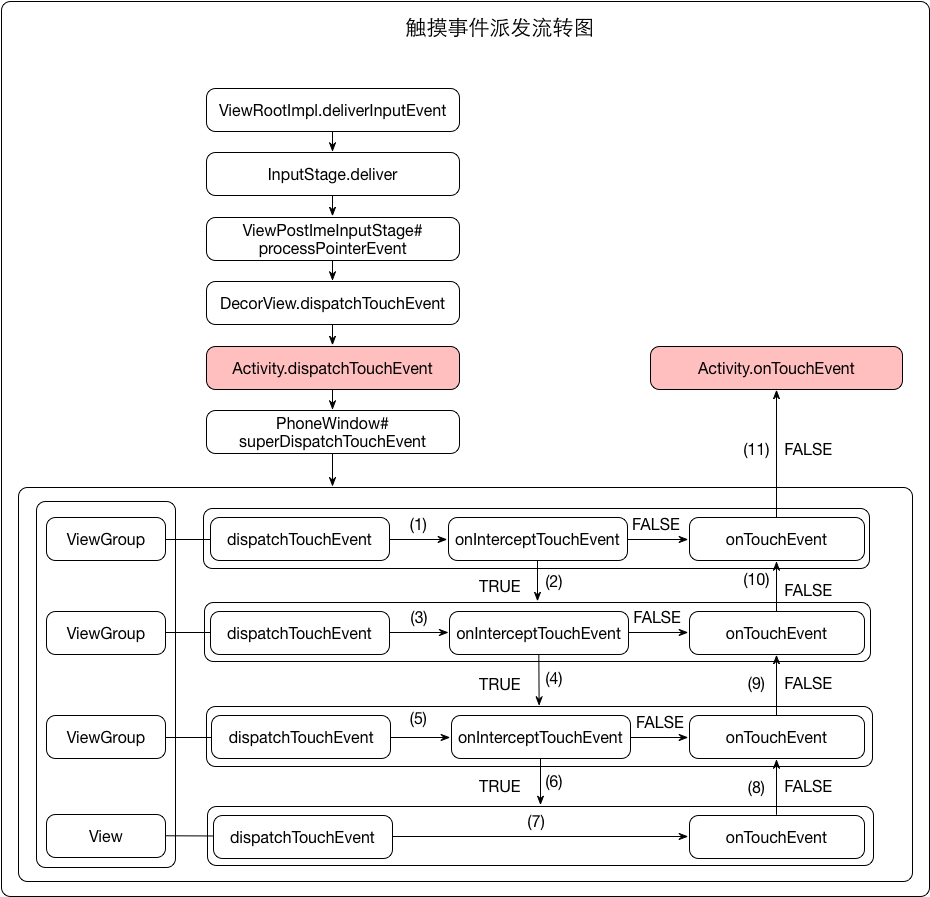 触摸事件派发流转图
ViewRootImpl.deliverInputEvent
InputStage.deliver
ViewPostImeInputStage#
processPointerEvent
DecorView.dispatchTouchEvent
Activity.dispatchTouchEvent
Activity.onTouchEvent
PhoneWindow#
superDispatchTouchEvent
(11) FALSE
ViewGroup
dispatchTouchEvent
(1)
onInterceptTouchEvent
FALSE
onTouchEvent
TRUE
(2)
(10)
FALSE
ViewGroup
dispatchTouchEvent
(3)
onInterceptTouchEvent
FALSE
onTouchEvent
TRUE
(4)
(9)
FALSE
ViewGroup
dispatchTouchEvent
(5)
onInterceptTouchEvent
FALSE
onTouchEvent
TRUE
(6)
(8)
FALSE
View
dispatchTouchEvent
(7)
onTouchEvent